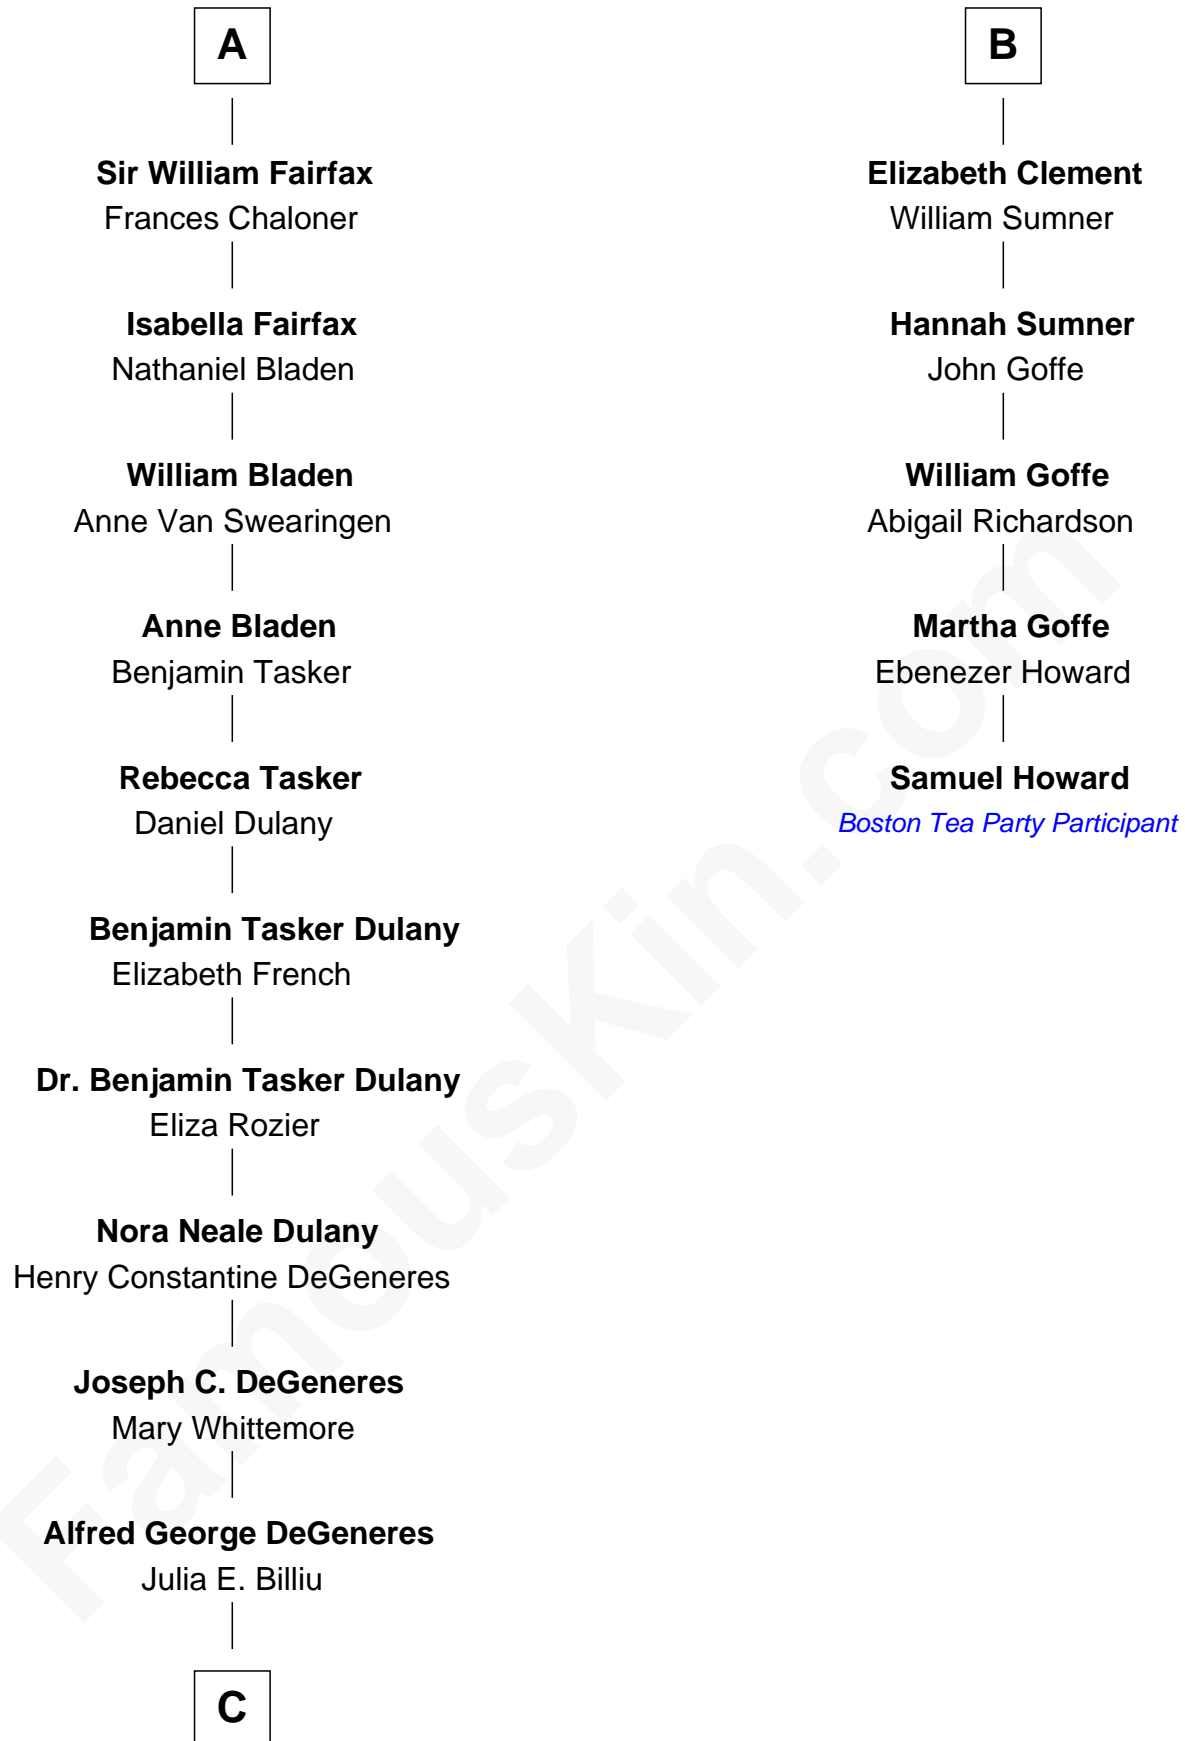 A
Sir William Fairfax
Frances Chaloner
Isabella Fairfax
Nathaniel Bladen
William Bladen
Anne Van Swearingen
Anne Bladen
Benjamin Tasker
Rebecca Tasker
Daniel Dulany
Benjamin Tasker Dulany
Elizabeth French
Dr. Benjamin Tasker Dulany
Eliza Rozier
Nora Neale Dulany
Henry Constantine DeGeneres
Joseph C. DeGeneres
Mary Whittemore
Alfred George DeGeneres
Julia E. Billiu
C
B
Elizabeth Clement
William Sumner
Hannah Sumner
John Goffe
William Goffe
Abigail Richardson
Martha Goffe
Ebenezer Howard
Samuel Howard
Boston Tea Party Participant
FamousKin.com